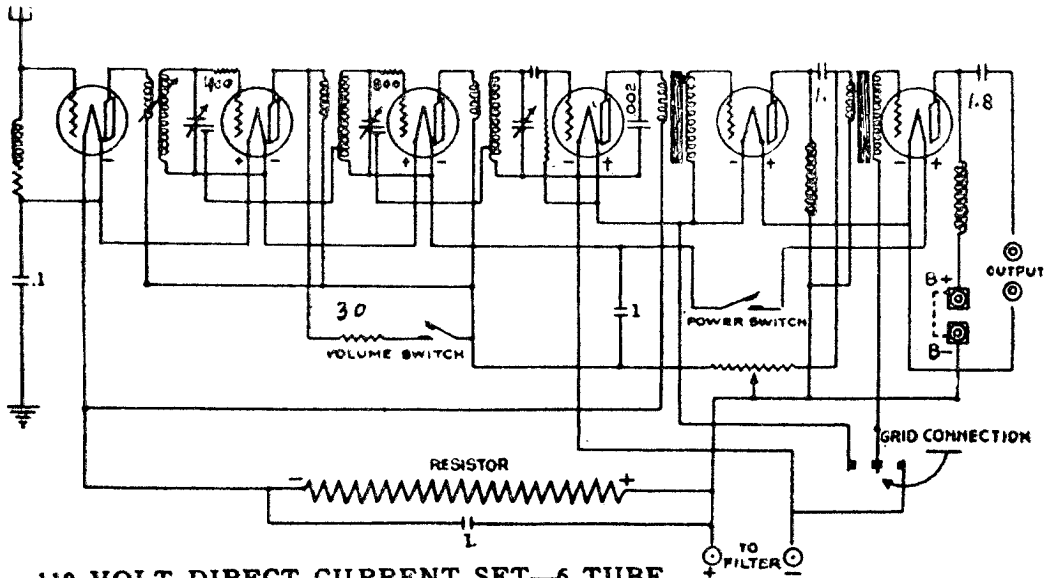 400
800
.002
1.
1.8
- + - + - - + + - - +
.1
30
1
VOLUME SWITCH
POWER SWITCH
B+
B-
OUTPUT
GRID CONNECTION
- RESISTOR +
1
+ TO FILTER -
110 VOLT DIRECT CURRENT SET—6 TUBE